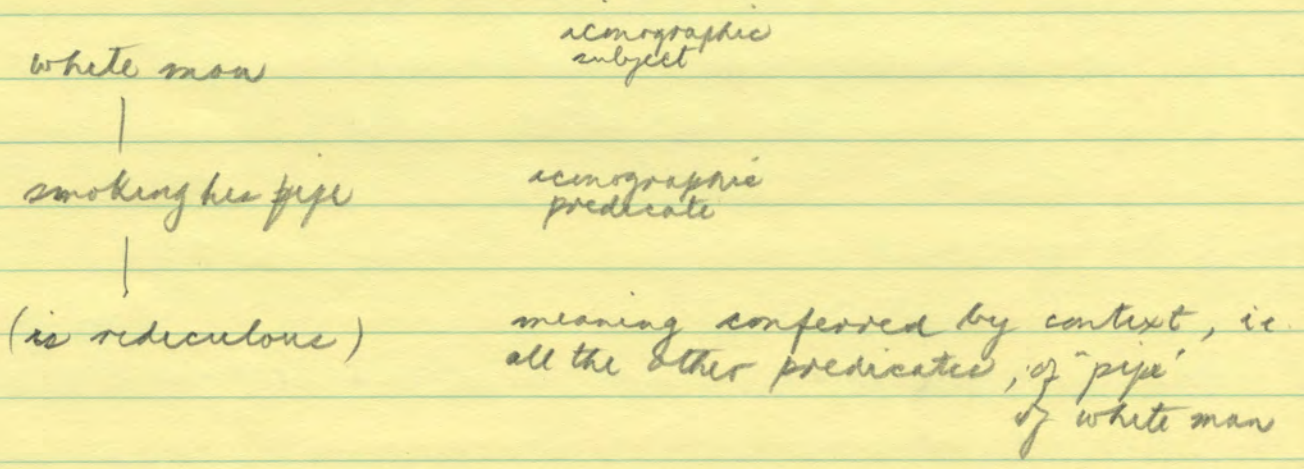 white man
iconographic
subject
smoking his pipe
iconographic
predicate
(is rediculous)
meaning conferred by context, ie.
all the other predicates, of "pipe"
of white man